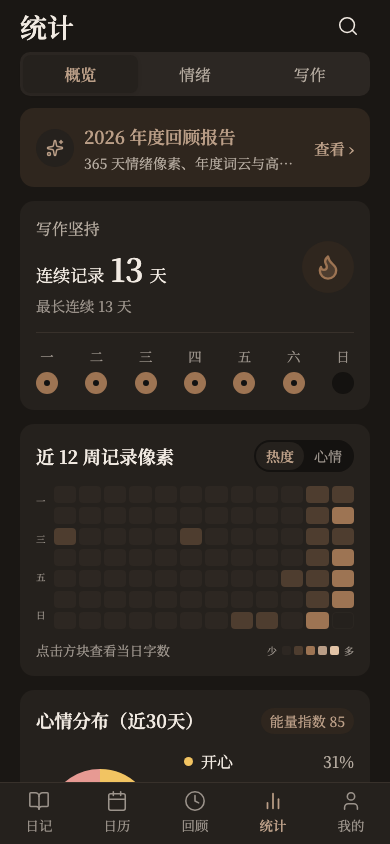 统计
概览 情绪 写作
2026 年度回顾报告
365 天情绪像素、年度词云与高…
查看 ›
写作坚持
连续记录 13 天
最长连续 13 天
一 二 三 四 五 六 日
近 12 周记录像素
热度 心情
一
三
五
日
点击方块查看当日字数
少 多
心情分布（近30天）
能量指数 85
开心 31%
日记 日历 回顾 统计 我的